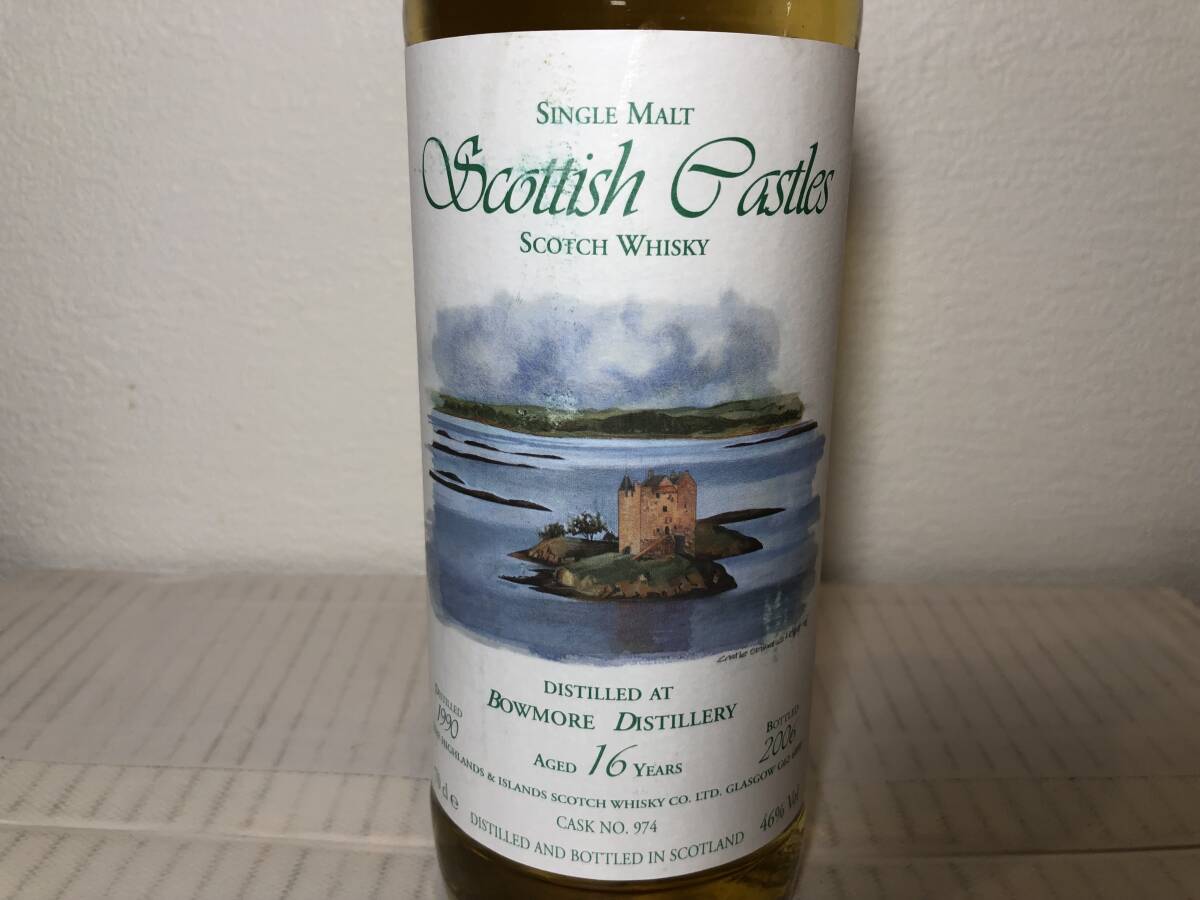 SINGLE MALT
Scottish Castles
SCOTCH WHISKY
DISTILLED AT
BOWMORE DISTILLERY
DISTILLED
1990
AGED 16 YEARS
BOTTLED
2006
HIGHLANDS & ISLANDS SCOTCH WHISKY CO. LTD. GLASGOW
cl e
CASK NO. 974
46% Vol
DISTILLED AND BOTTLED IN SCOTLAND